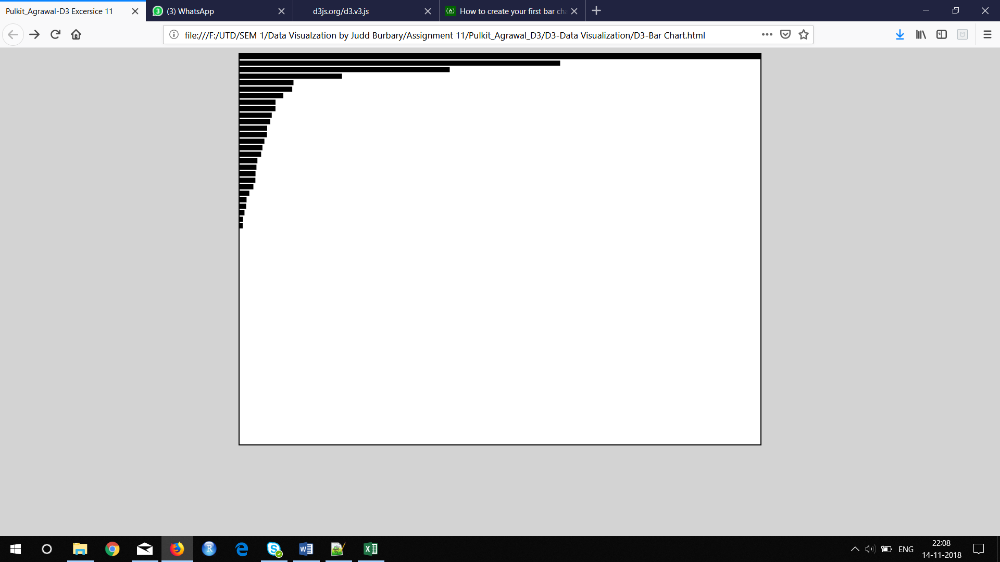 Pulkit_Agrawal-D3 Excersice 11
3 (3) WhatsApp
d3js.org/d3.v3.js
How to create your first bar cha
file:///F:/UTD/SEM 1/Data Visualzation by Judd Burbary/Assignment 11/Pulkit_Agrawal_D3/D3-Data Visualization/D3-Bar Chart.html
ENG
22:08
14-11-2018